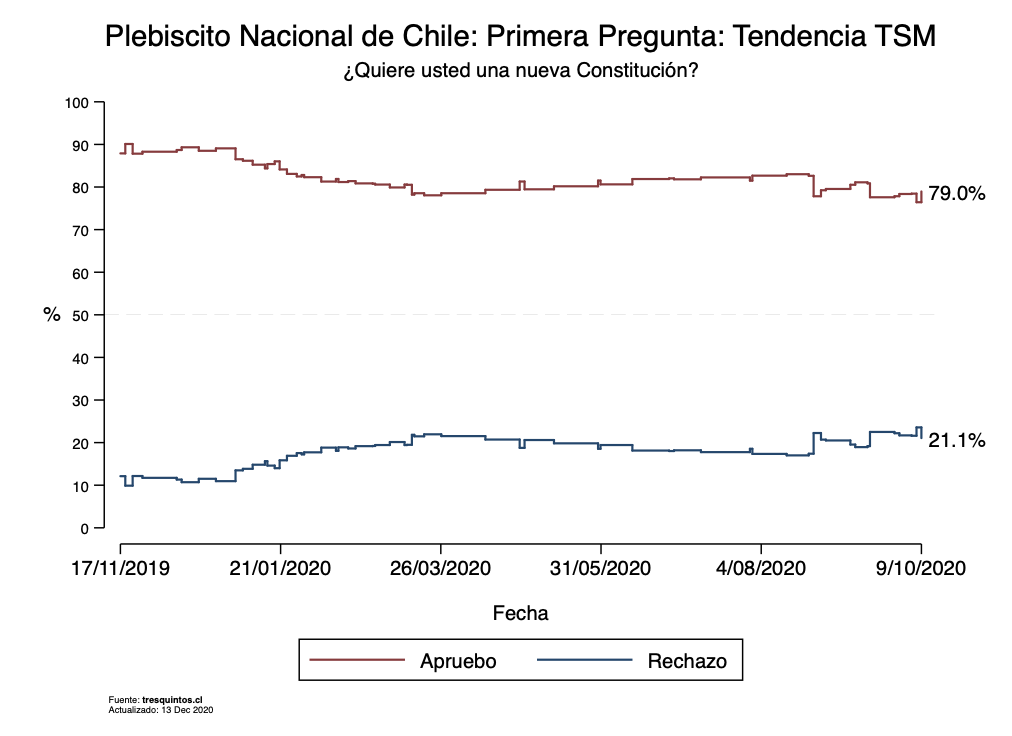 Plebiscito Nacional de Chile: Primera Pregunta: Tendencia TSM
¿Quiere usted una nueva Constitución?
100
90
80
79.0%
70
60
% 50
40
30
20
21.1%
10
0
17/11/2019 21/01/2020 26/03/2020 31/05/2020 4/08/2020 9/10/2020
Fecha
Apruebo Rechazo
Fuente: tresquintos.cl
Actualizado: 13 Dec 2020